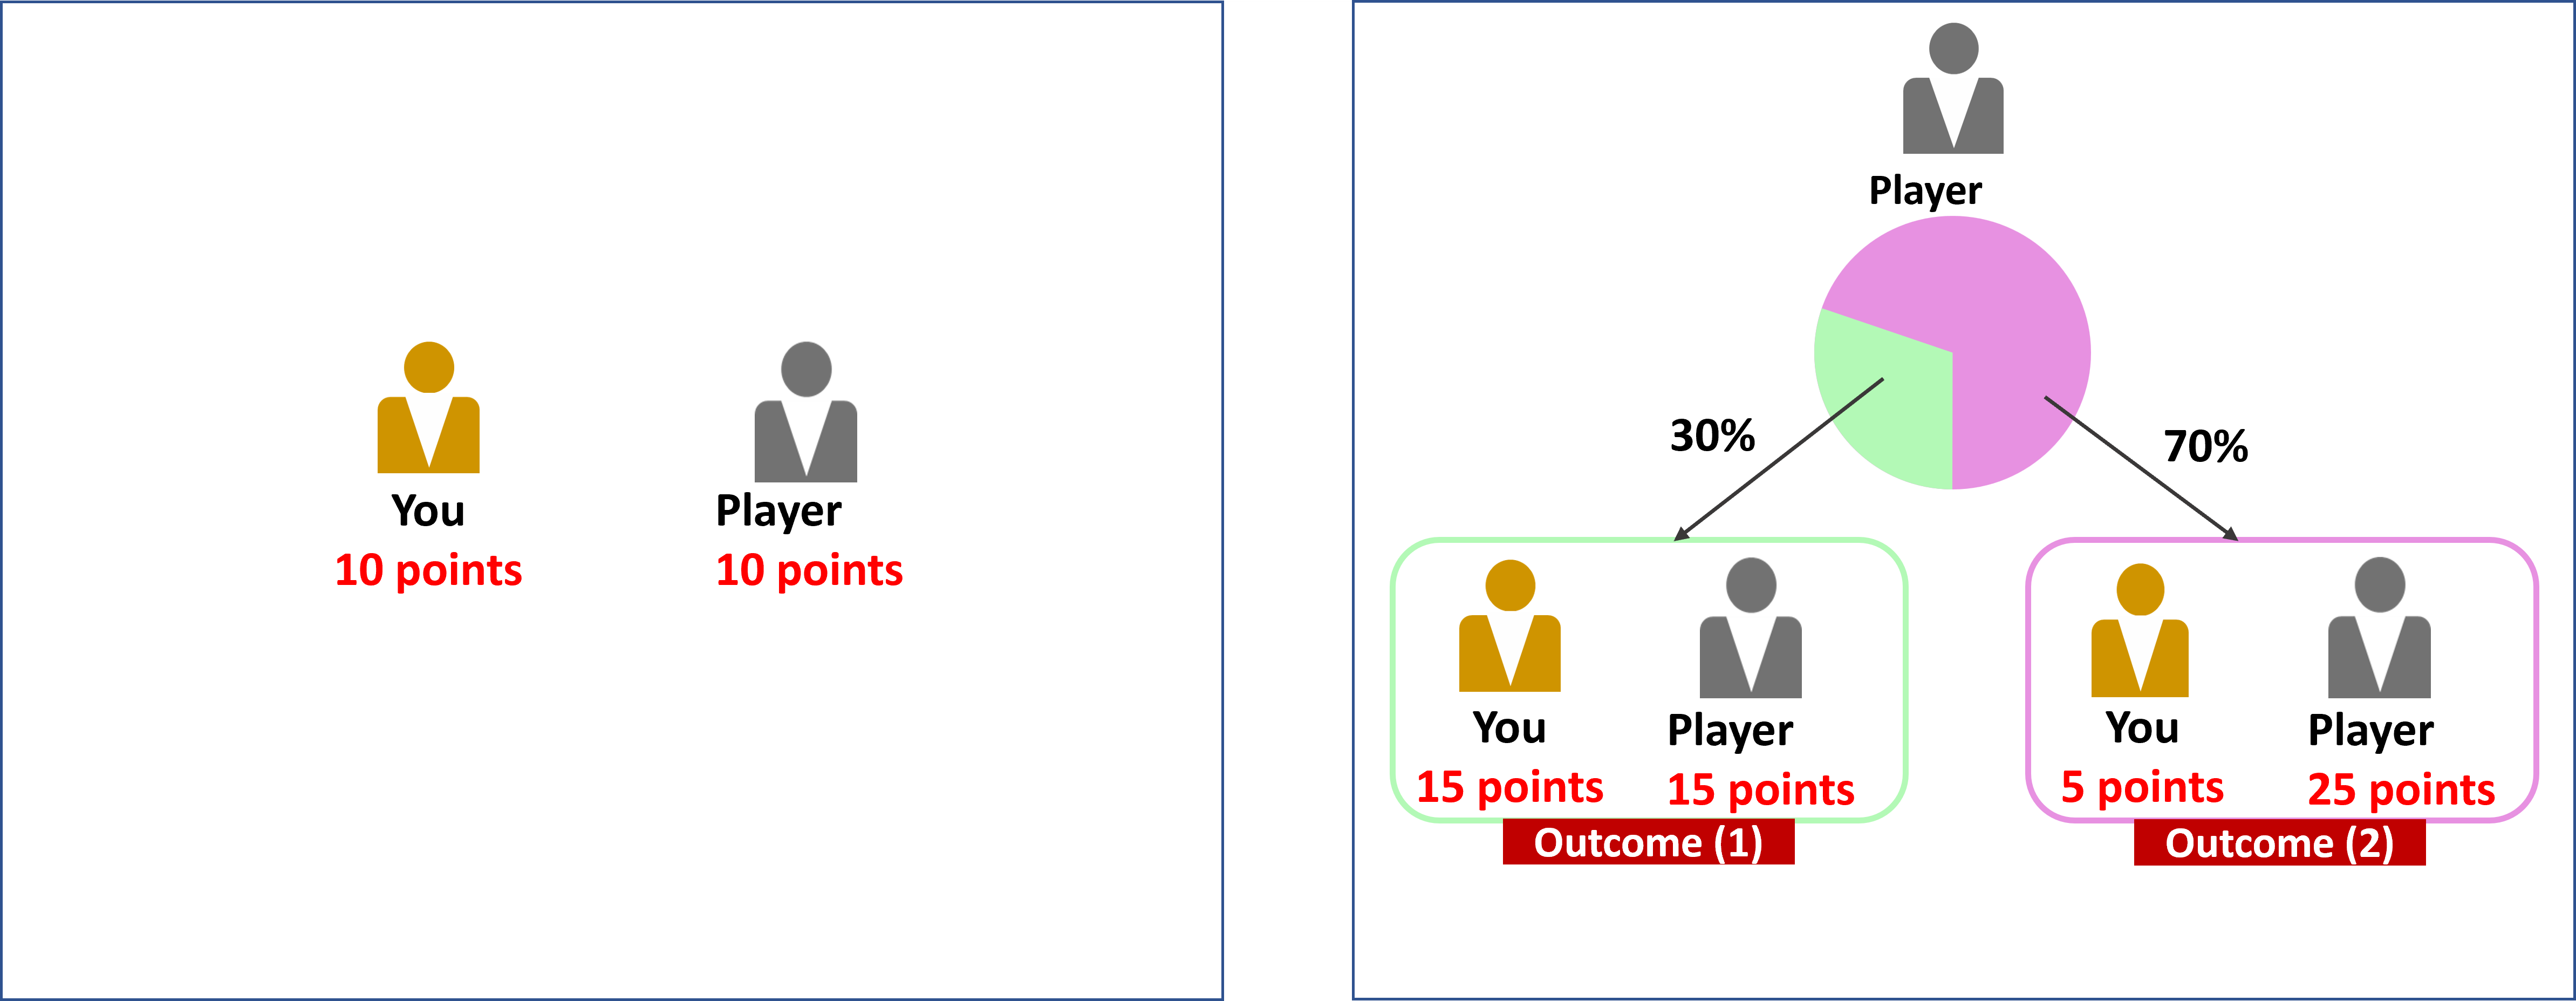 You
Player
10 points
10 points
Player
30%
70%
You
Player
15 points
15 points
Outcome (1)
You
Player
5 points
25 points
Outcome (2)